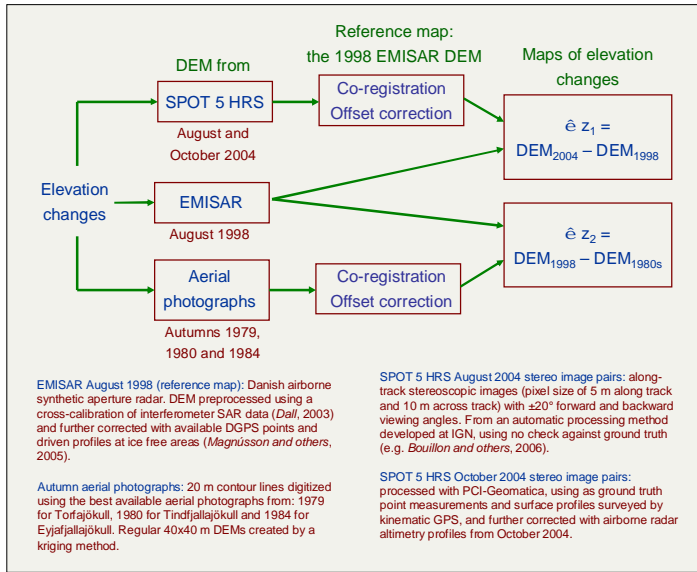 Reference map:
the 1998 EMISAR DEM
DEM from
Maps of elevation
changes
SPOT 5 HRS
Co-registration
Offset correction
August and
October 2004
ê z1 =
DEM2004 – DEM1998
Elevation
changes
EMISAR
August 1998
ê z2 =
DEM1998 – DEM1980s
Aerial
photographs
Co-registration
Offset correction
Autumns 1979,
1980 and 1984
EMISAR August 1998 (reference map): Danish airborne
synthetic aperture radar. DEM preprocessed using a
cross-calibration of interferometer SAR data (Dall, 2003)
and further corrected with available DGPS points and
driven profiles at ice free areas (Magnússon and others,
2005).
Autumn aerial photographs: 20 m contour lines digitized
using the best available aerial photographs from: 1979
for Torfajökull, 1980 for Tindfjallajökull and 1984 for
Eyjafjallajökull. Regular 40x40 m DEMs created by a
kriging method.
SPOT 5 HRS August 2004 stereo image pairs: along-
track stereoscopic images (pixel size of 5 m along track
and 10 m across track) with ±20° forward and backward
viewing angles. From an automatic processing method
developed at IGN, using no check against ground truth
(e.g. Bouillon and others, 2006).
SPOT 5 HRS October 2004 stereo image pairs:
processed with PCI-Geomatica, using as ground truth
point measurements and surface profiles surveyed by
kinematic GPS, and further corrected with airborne radar
altimetry profiles from October 2004.